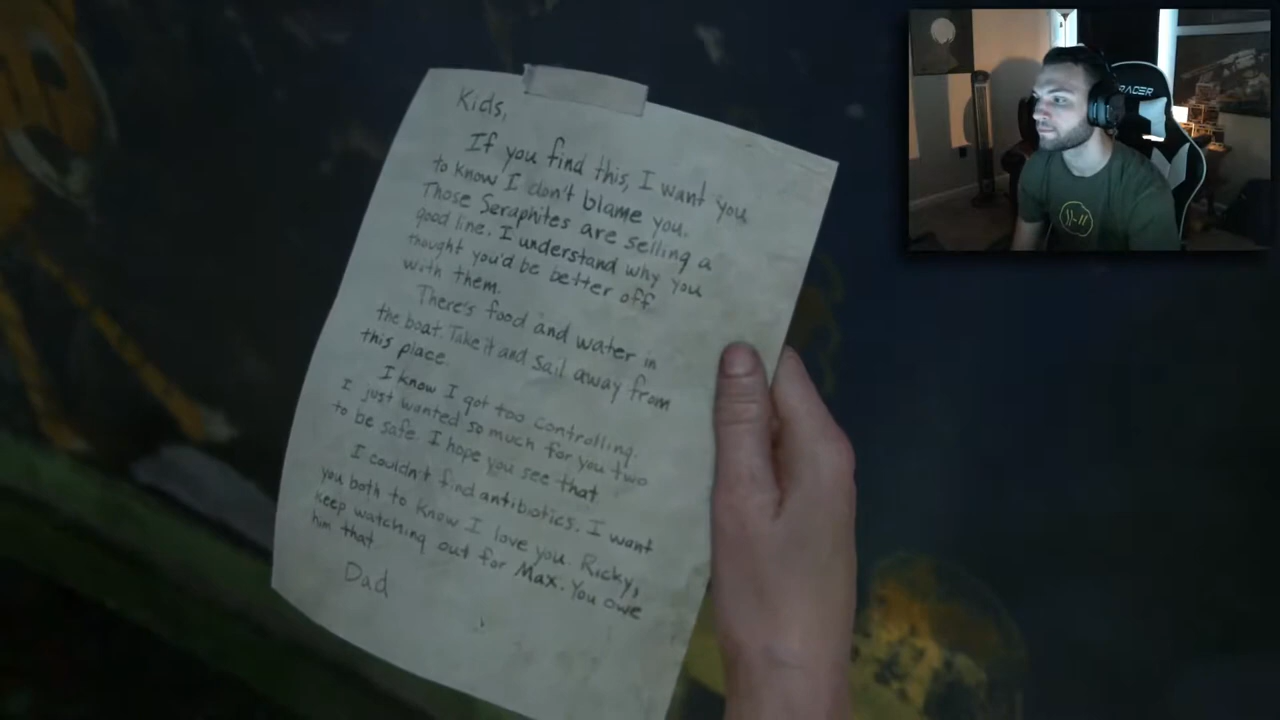 Kids,
If you find this, I want you
to know I don't blame you.
Those Seraphites are selling a
good line. I understand why you
thought you'd be better off
with them.
There's food and water in
the boat. Take it and sail away from
this place.
I know I got too controlling.
I just wanted so much for you two
to be safe. I hope you see that
I couldn't find antibiotics. I want
you both to know I love you. Ricky,
keep watching out for Max. You owe
him that
Dad
RACER